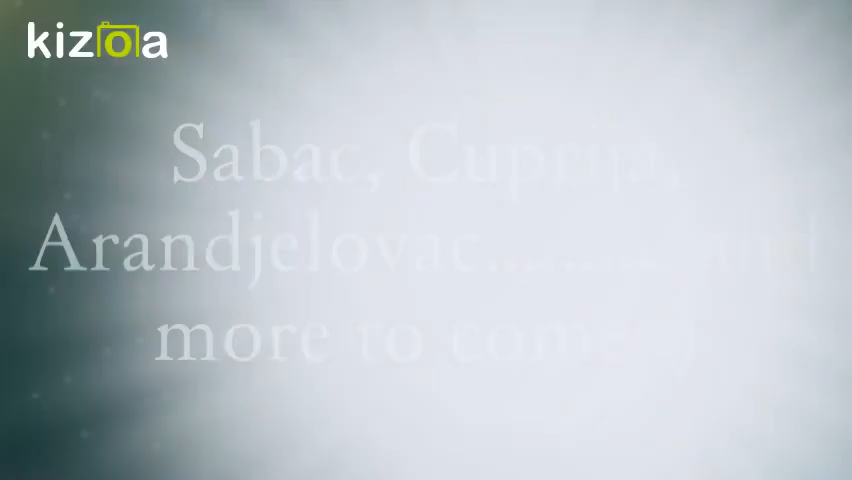 kizoa
Sabac, Cuprija,
Arandjelovac.......... and
more to come :)